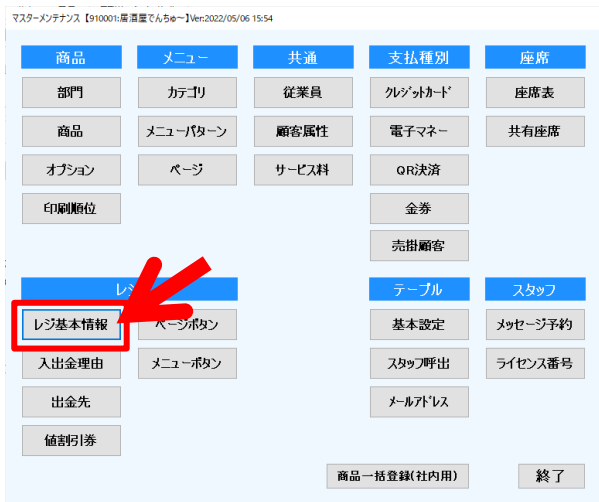 マスターメンテナンス【910001:居酒屋でんちゅ～】Ver:2022/05/06 15:54
商品 メニュー 共通 支払種別 座席
部門 カテゴリ 従業員 クレジットカード 座席表
商品 メニューパターン 顧客属性 電子マネー 共有座席
オプション ページ サービス料 QR決済
印刷順位 金券
売掛顧客
レジ テーブル スタッフ
レジ基本情報 ページボタン 基本設定 メッセージ予約
入出金理由 メニューボタン スタッフ呼出 ライセンス番号
出金先 メールアドレス
値割引券
商品一括登録(社内用) 終了